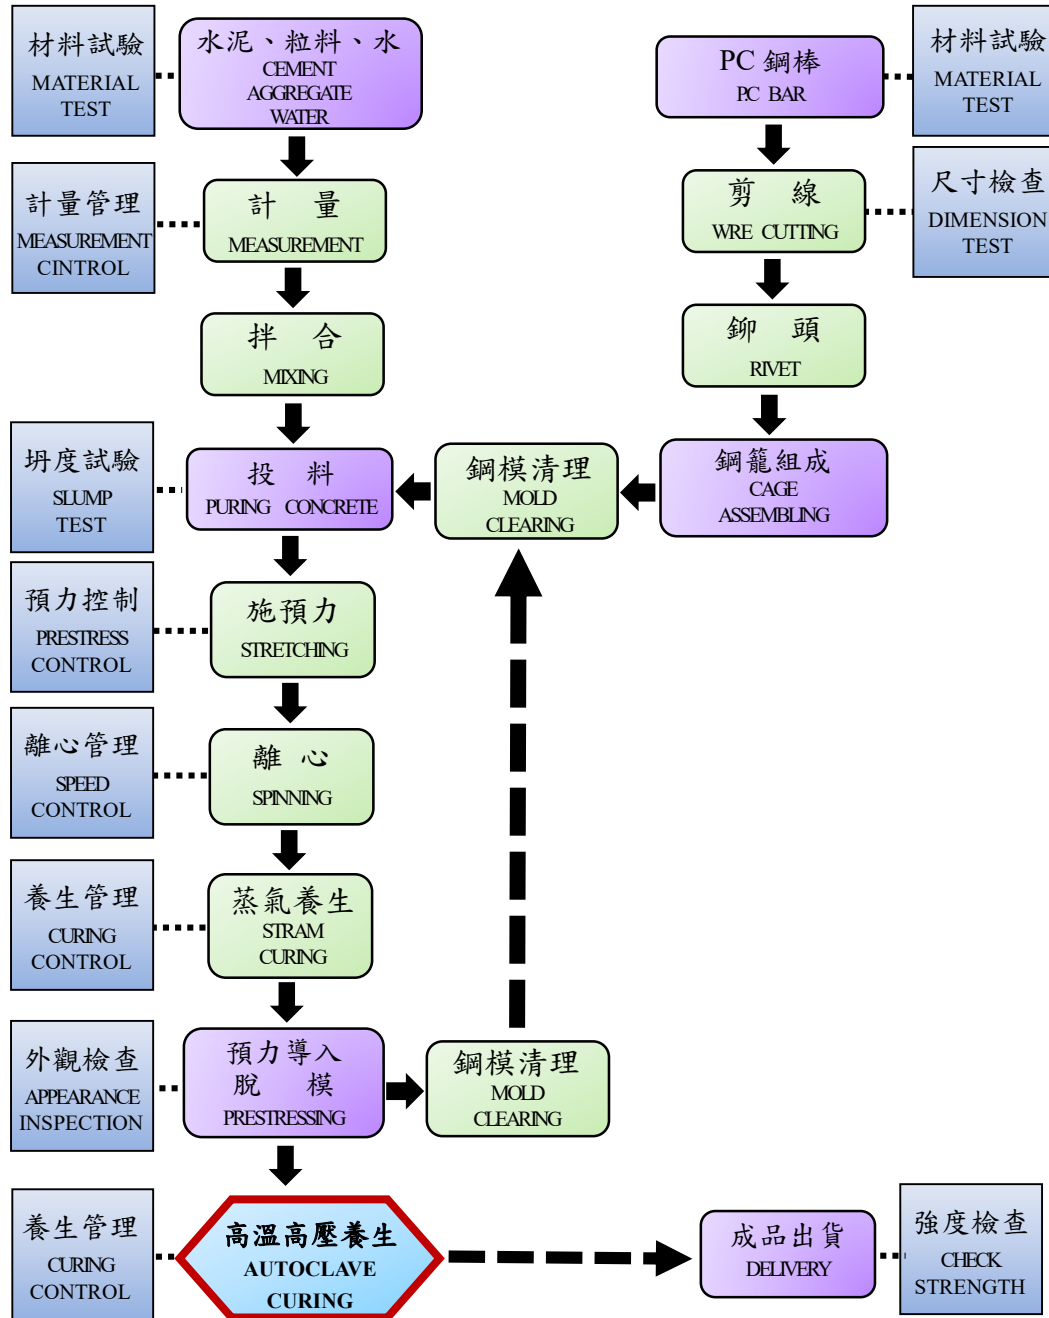 材料試驗
MATERIAL
TEST
水泥、粒料、水
CEMENT
AGGREGATE
WATER
PC 鋼棒
PC BAR
材料試驗
MATERIAL
TEST
計量管理
MEASUREMENT
CINTROL
計 量
MEASUREMENT
剪 線
WRE CUTTING
尺寸檢查
DIMENSION
TEST
拌 合
MIXING
鉚 頭
RIVET
坍度試驗
SLUMP
TEST
投 料
PURING CONCRETE
鋼模清理
MOLD
CLEARING
鋼籠組成
CAGE
ASSEMBLING
預力控制
PRESTRESS
CONTROL
施預力
STRETCHING
離心管理
SPEED
CONTROL
離 心
SPINNING
養生管理
CURING
CONTROL
蒸氣養生
STRAM
CURING
外觀檢查
APPEARANCE
INSPECTION
預力導入
脫 模
PRESTRESSING
鋼模清理
MOLD
CLEARING
養生管理
CURING
CONTROL
高溫高壓養生
AUTOCLAVE
CURING
成品出貨
DELIVERY
強度檢查
CHECK
STRENGTH